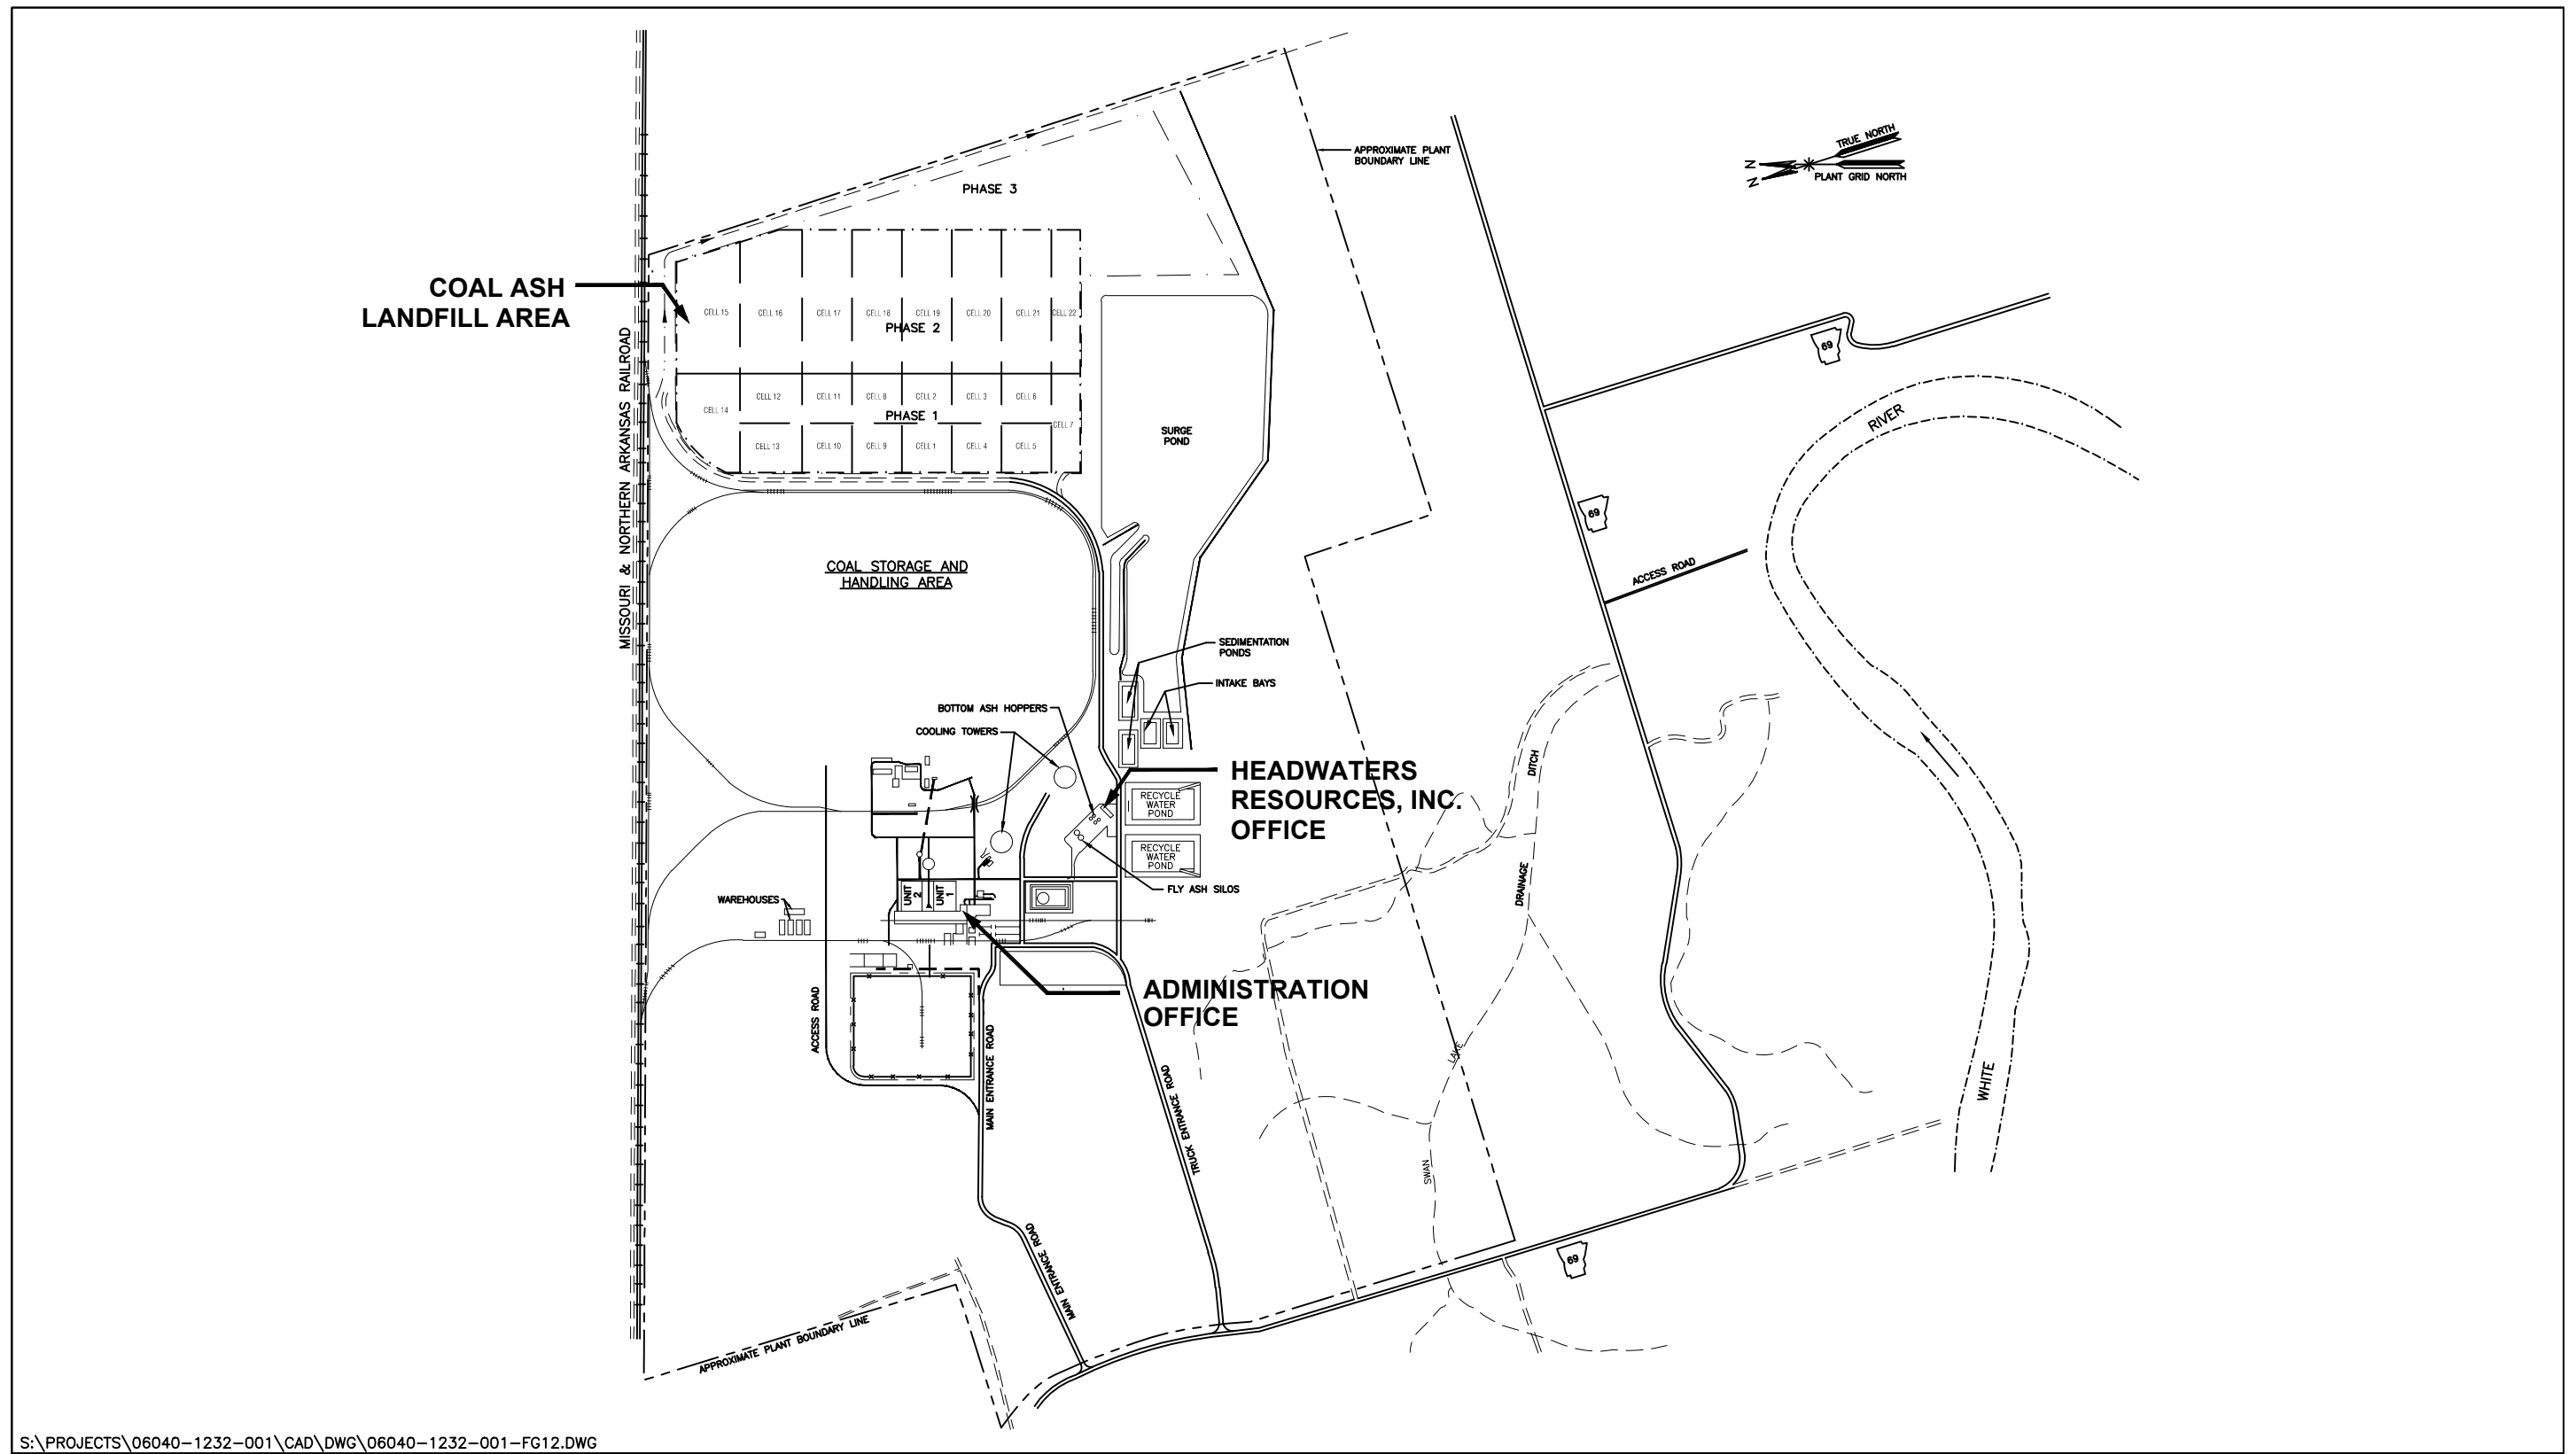 TRUE NORTH
N
N
PLANT GRID NORTH
APPROXIMATE PLANT
BOUNDARY LINE
PHASE 3
COAL ASH
LANDFILL AREA
CELL 15
CELL 16
CELL 17
CELL 18
CELL 19
CELL 20
CELL 21
CELL 22
PHASE 2
CELL 14
CELL 12
CELL 11
CELL 8
CELL 2
CELL 3
CELL 6
PHASE 1
CELL 7
CELL 13
CELL 10
CELL 9
CELL 1
CELL 4
CELL 5
MISSOURI & NORTHERN ARKANSAS RAILROAD
SURGE
POND
69
RIVER
69
ACCESS ROAD
COAL STORAGE AND
HANDLING AREA
SEDIMENTATION
PONDS
INTAKE BAYS
BOTTOM ASH HOPPERS
COOLING TOWERS
HEADWATERS
RESOURCES, INC.
OFFICE
RECYCLE
WATER
POND
RECYCLE
WATER
POND
FLY ASH SILOS
UNIT
2
UNIT
1
WAREHOUSES
ADMINISTRATION
OFFICE
ACCESS ROAD
MAIN ENTRANCE ROAD
TRUCK ENTRANCE ROAD
MAIN ENTRANCE ROAD
DITCH
DRAINAGE
LAKE
SWAN
WHITE
69
APPROXIMATE PLANT BOUNDARY LINE
S:\PROJECTS\06040-1232-001\CAD\DWG\06040-1232-001-FG12.DWG